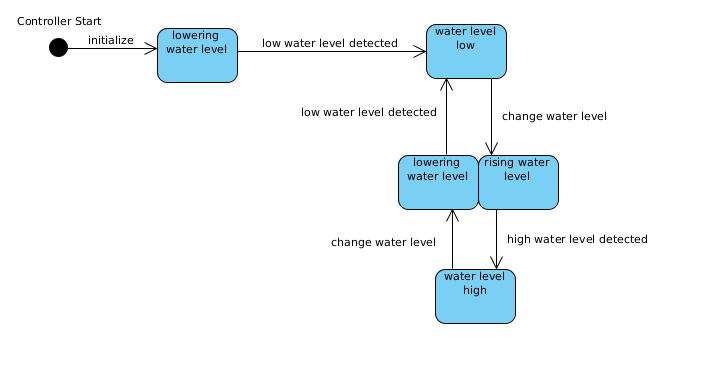 Controller Start
initialize
lowering
water level
low water level detected
water level
low
low water level detected
change water level
lowering
water level
rising water
level
change water level
high water level detected
water level
high